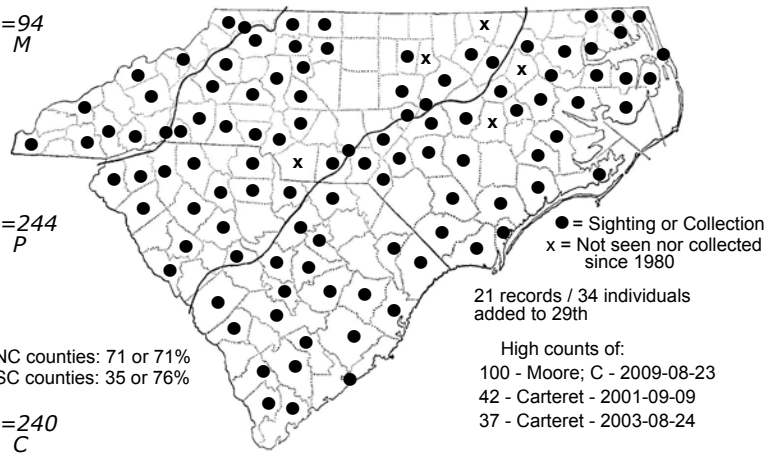 =94
M
=244
P
=240
C
NC counties: 71 or 71%
SC counties: 35 or 76%
● = Sighting or Collection
x = Not seen nor collected
since 1980
21 records / 34 individuals
added to 29th
High counts of:
100 - Moore; C - 2009-08-23
42 - Carteret - 2001-09-09
37 - Carteret - 2003-08-24
x
x
x
x
x